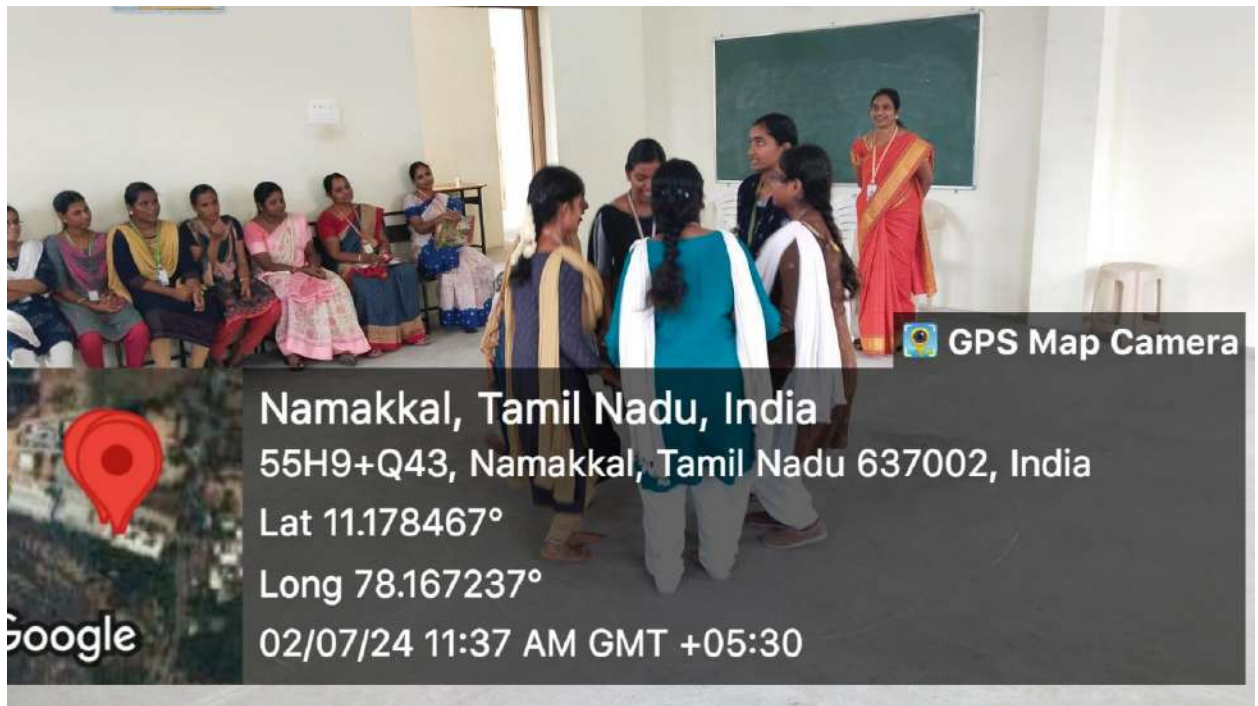 GPS Map Camera
Namakkal, Tamil Nadu, India
55H9+Q43, Namakkal, Tamil Nadu 637002, India
Lat 11.178467°
Long 78.167237°
02/07/24 11:37 AM GMT +05:30
Google